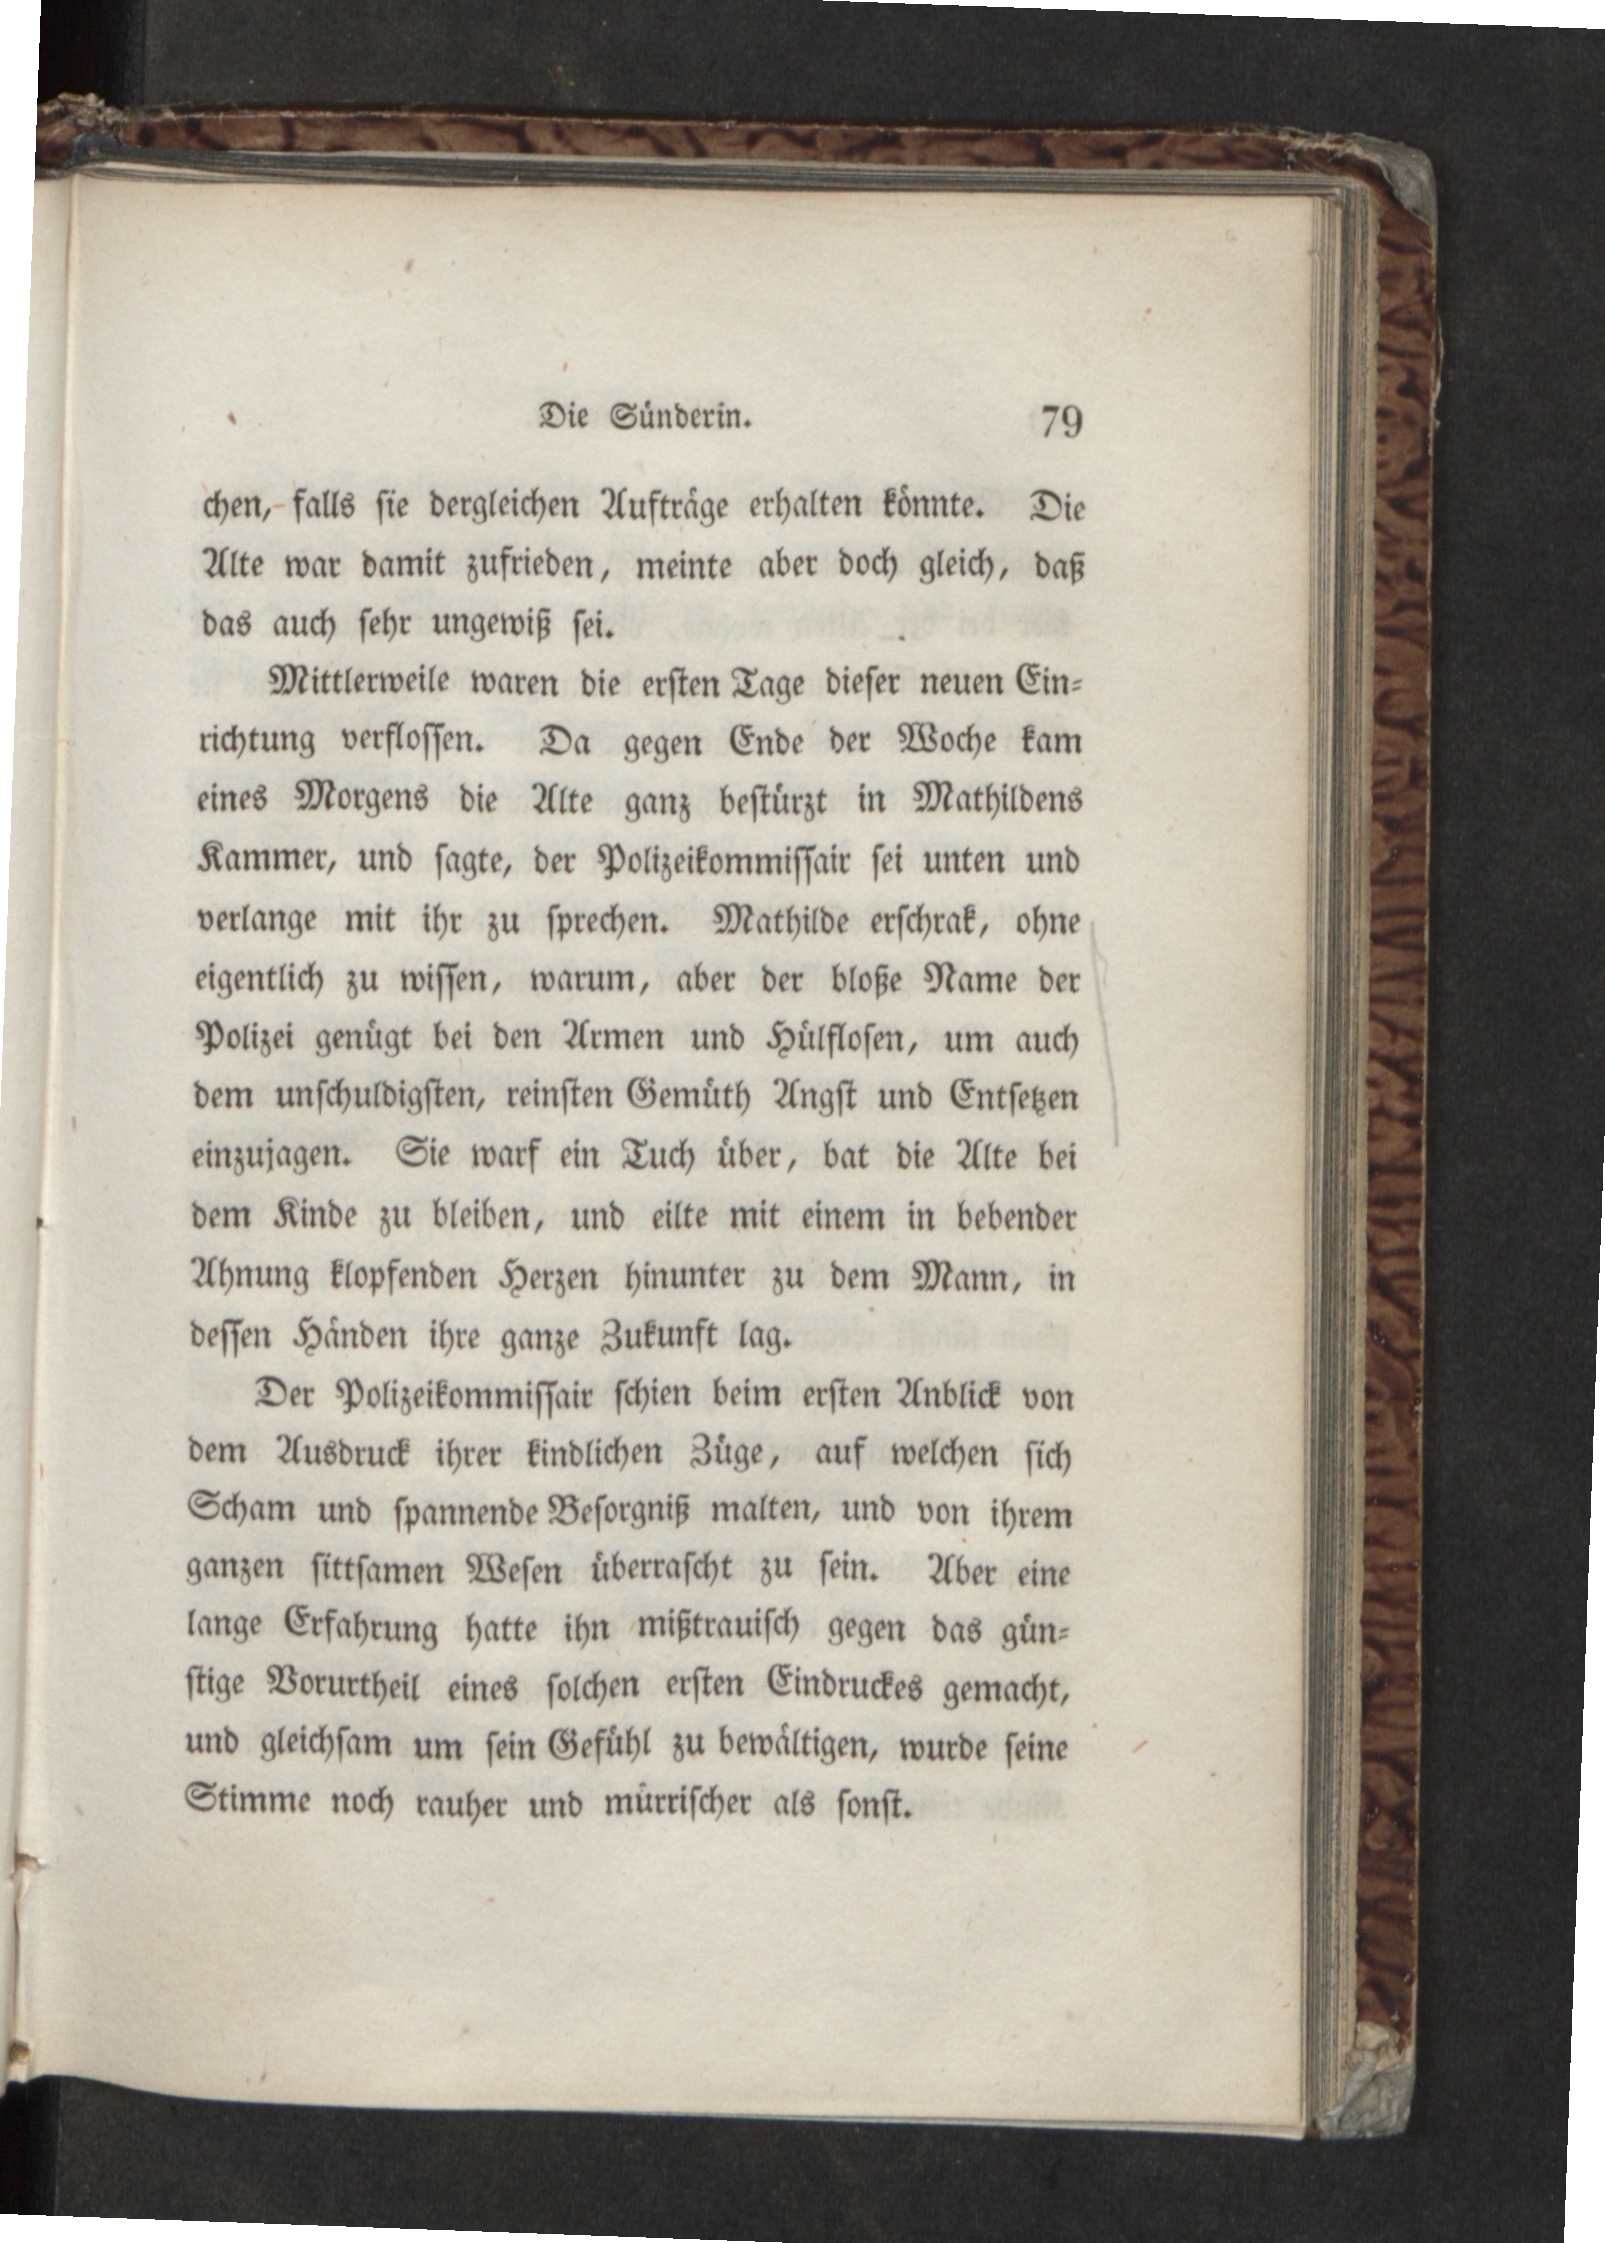 Die Sünderin. 79
chen, falls sie dergleichen Aufträge erhalten könnte. Die
Alte war damit zufrieden, meinte aber doch gleich, daß
das auch sehr ungewiß sei.
Mittlerweile waren die ersten Tage dieser neuen Ein-
richtung verflossen. Da gegen Ende der Woche kam
eines Morgens die Alte ganz bestürzt in Mathildens
Kammer, und sagte, der Polizeikommissair sei unten und
verlange mit ihr zu sprechen. Mathilde erschrak, ohne
eigentlich zu wissen, warum, aber der bloße Name der
Polizei genügt bei den Armen und Hülflosen, um auch
dem unschuldigsten, reinsten Gemüth Angst und Entsetzen
einzujagen. Sie warf ein Tuch über, bat die Alte bei
dem Kinde zu bleiben, und eilte mit einem in bebender
Ahnung klopfenden Herzen hinunter zu dem Mann, in
dessen Händen ihre ganze Zukunft lag.
Der Polizeikommissair schien beim ersten Anblick von
dem Ausdruck ihrer kindlichen Züge, auf welchen sich
Scham und spannende Besorgniß malten, und von ihrem
ganzen sittsamen Wesen überrascht zu sein. Aber eine
lange Erfahrung hatte ihn mißtrauisch gegen das gün-
stige Vorurtheil eines solchen ersten Eindruckes gemacht,
und gleichsam um sein Gefühl zu bewältigen, wurde seine
Stimme noch rauher und mürrischer als sonst.